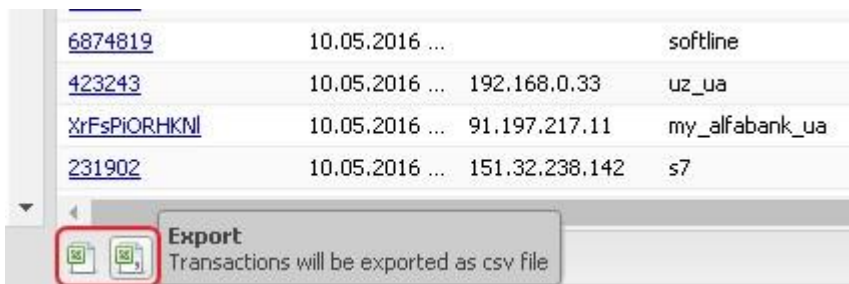 6874819 10.05.2016 ... softline
423243 10.05.2016 ... 192.168.0.33 uz_ua
XrFsPiORHKNl 10.05.2016 ... 91.197.217.11 my_alfabank_ua
231902 10.05.2016 ... 151.32.238.142 s7
Export
Transactions will be exported as csv file